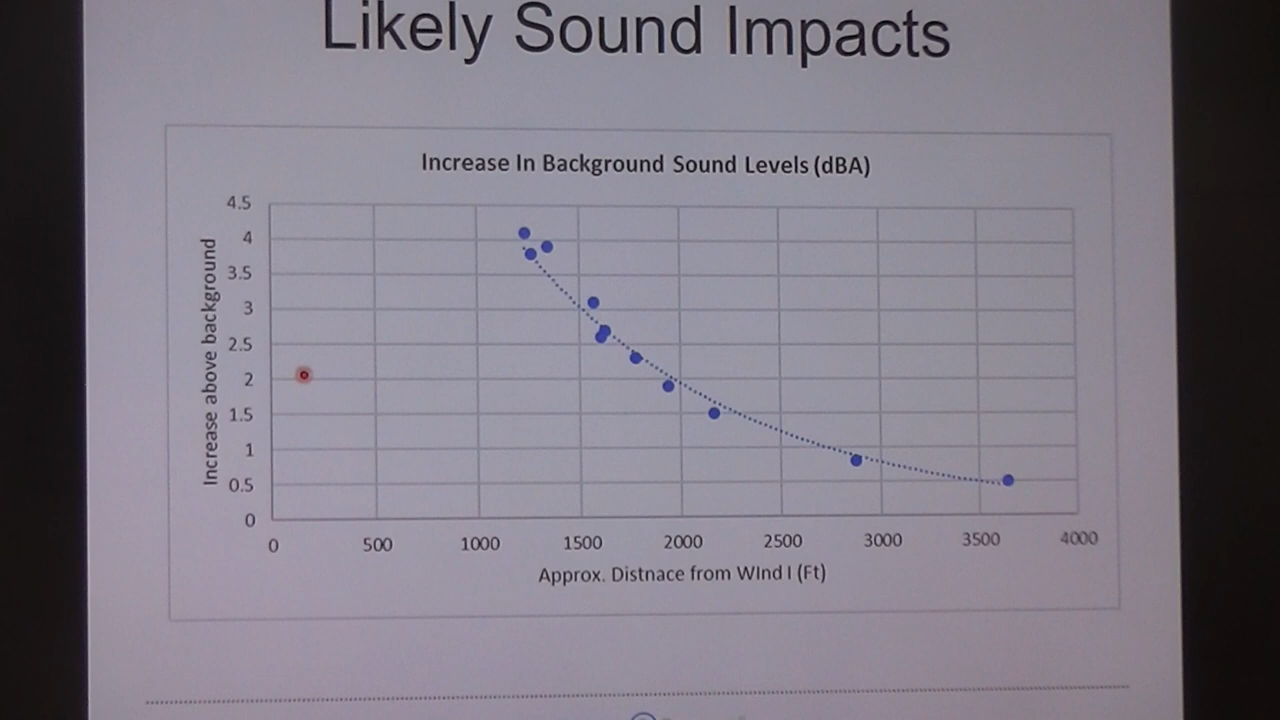 Likely Sound Impacts
Increase In Background Sound Levels (dBA)
Increase above background
4.5
4
3.5
3
2.5
2
1.5
1
0.5
0
0 500 1000 1500 2000 2500 3000 3500 4000
Approx. Distnace from WInd I (Ft)